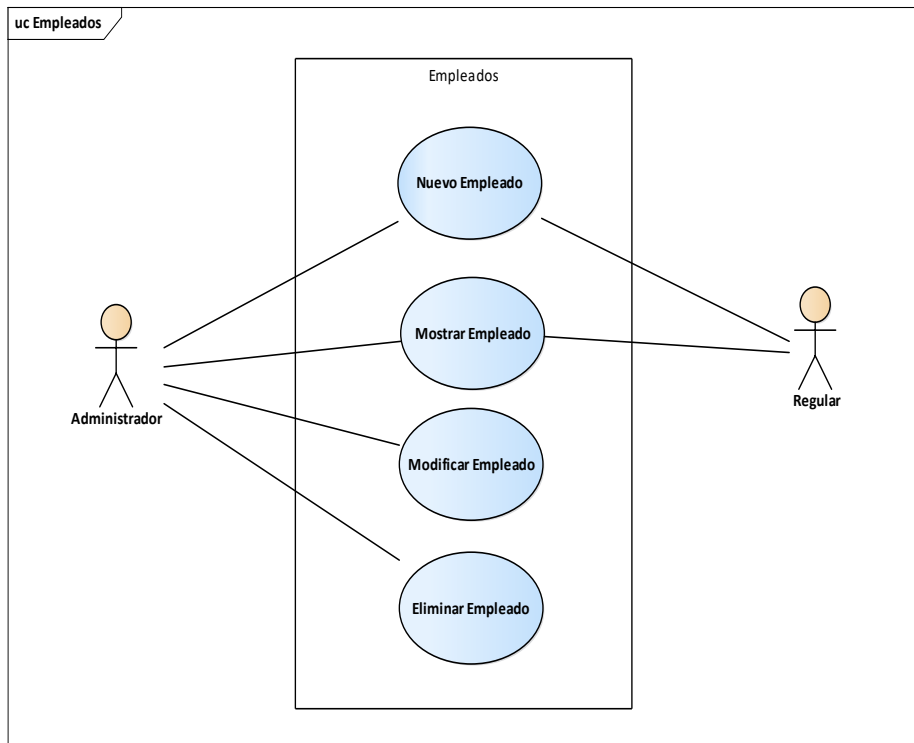 uc Empleados
Empleados
Nuevo Empleado
Mostrar Empleado
Administrador
Regular
Modificar Empleado
Eliminar Empleado